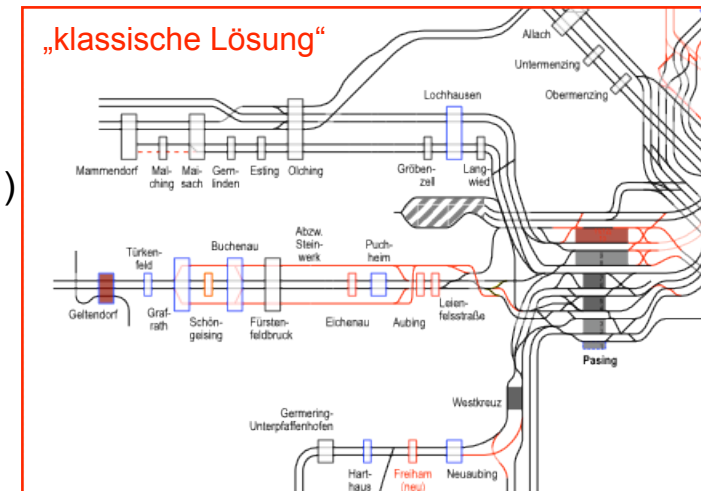 „klassische Lösung“
Allach
Untermenzing
Obermenzing
Lochhausen
)
Mammendorf
Mal-
ching
Mai-
sach
Gern-
linden
Esting
Olching
Gröben-
zell
Lang-
wied
Türken-
feld
Buchenau
Abzw.
Stein-
werk
Puch-
heim
Geltendorf
Graf-
rath
Schön-
geising
Fürsten-
feldbruck
Eichenau
Aubing
Leien-
felsstraße
Pasing
Westkreuz
Germering-
Unterpfaffenhofen
Hart-
haus
Freiham
(neu)
Neuaubing